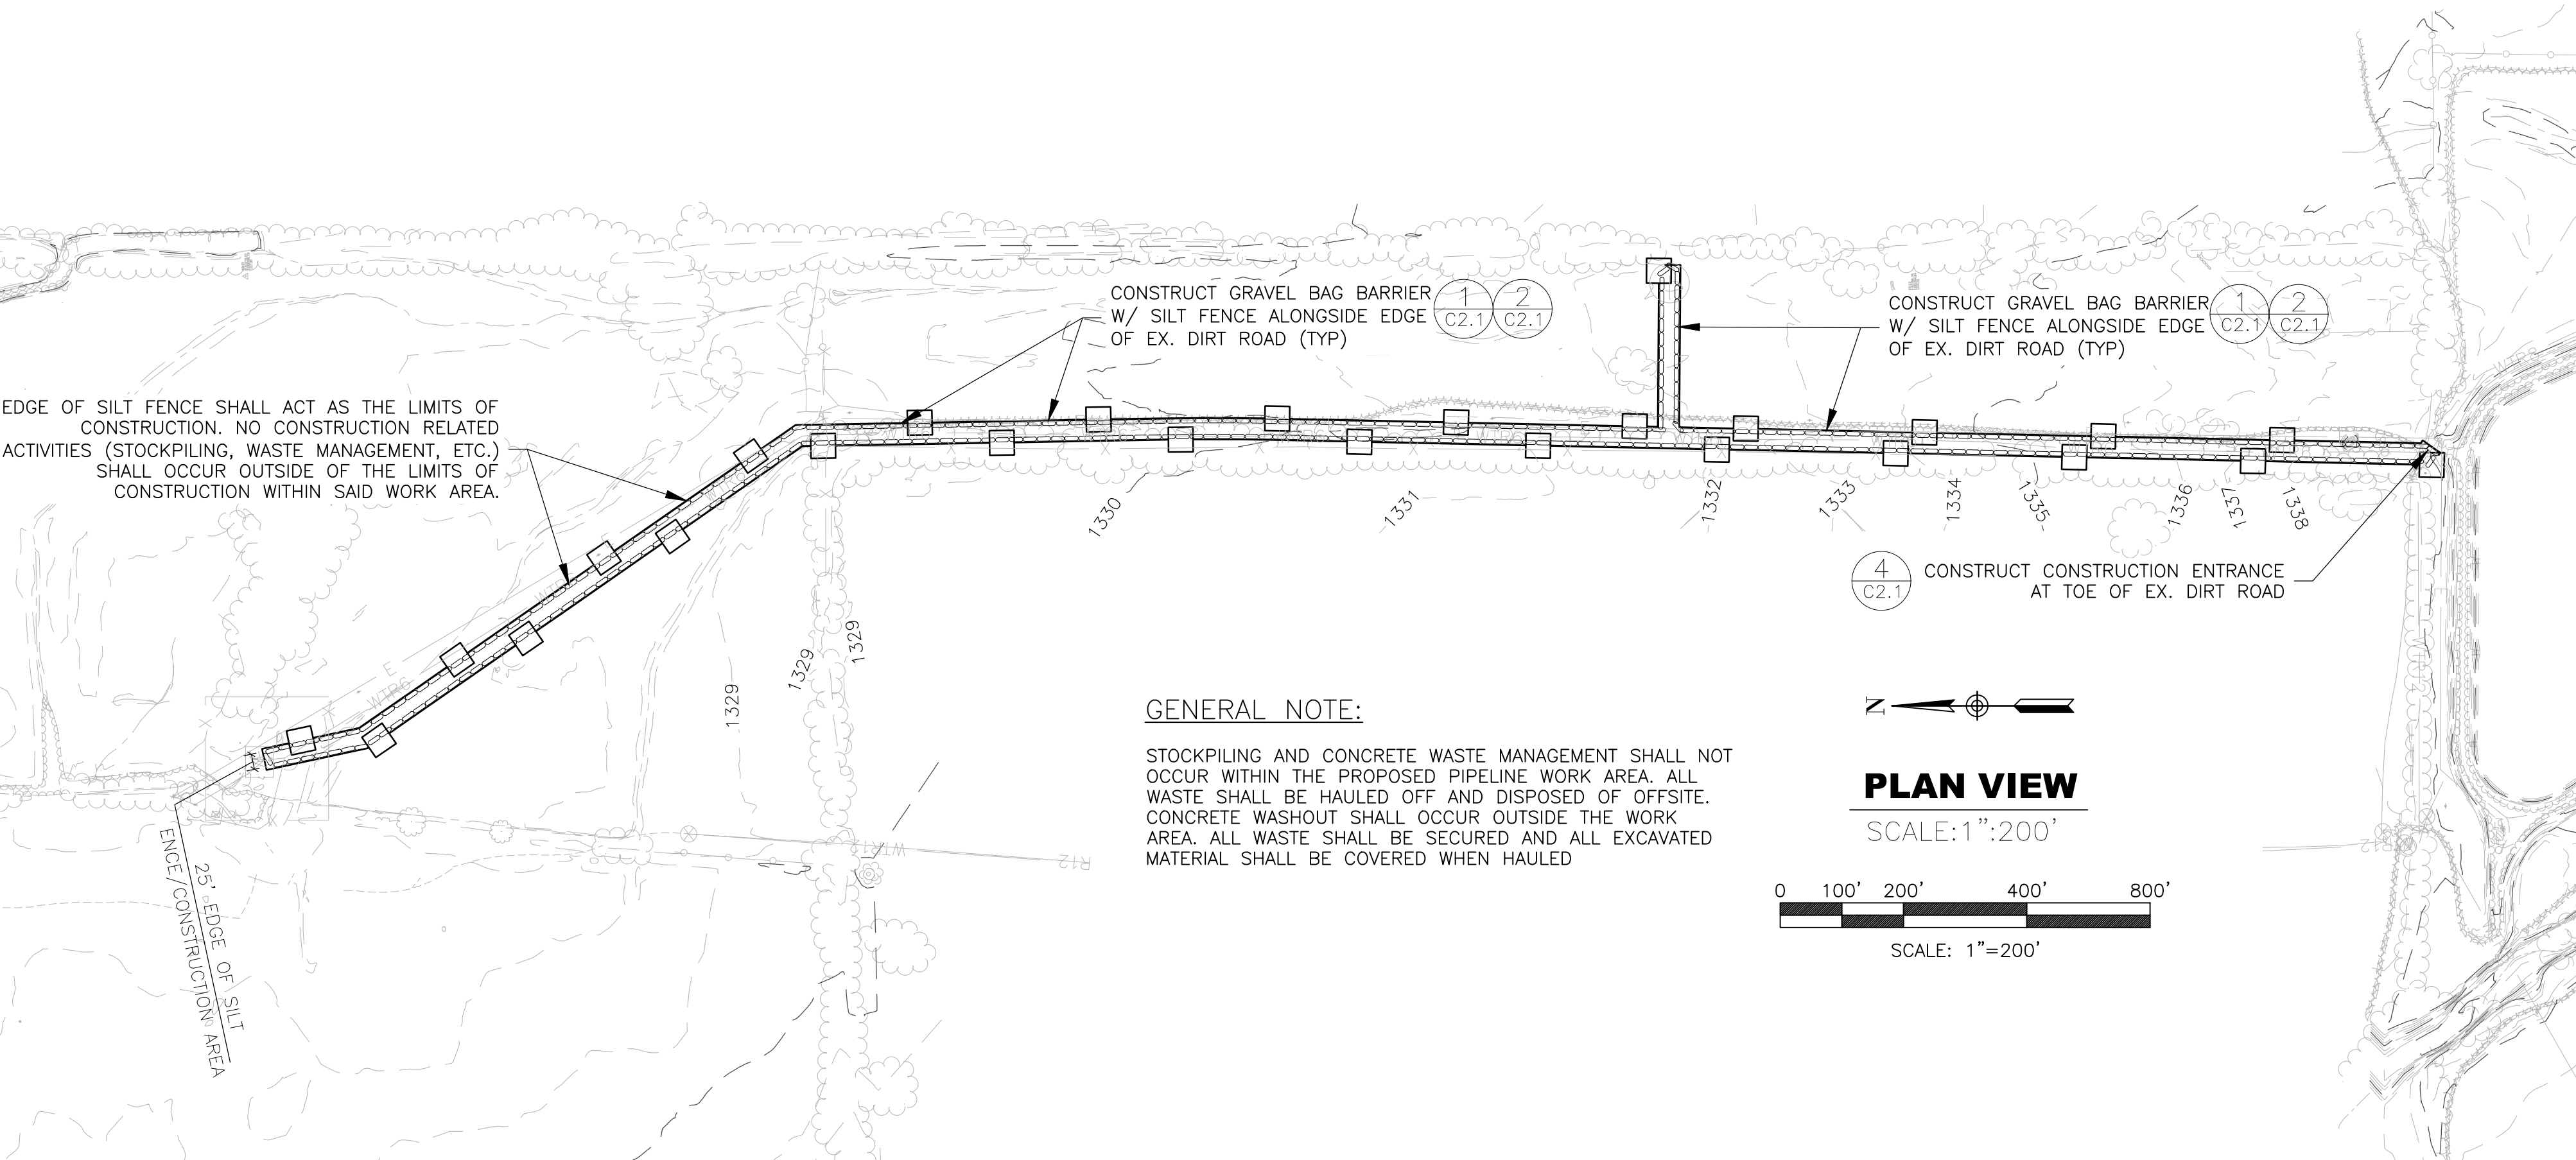 CONSTRUCT GRAVEL BAG BARRIER
W/ SILT FENCE ALONGSIDE EDGE
OF EX. DIRT ROAD (TYP)
1
C2.1
2
C2.1
CONSTRUCT GRAVEL BAG BARRIER
W/ SILT FENCE ALONGSIDE EDGE
OF EX. DIRT ROAD (TYP)
1
C2.1
2
C2.1
EDGE OF SILT FENCE SHALL ACT AS THE LIMITS OF
CONSTRUCTION. NO CONSTRUCTION RELATED
ACTIVITIES (STOCKPILING, WASTE MANAGEMENT, ETC.)
SHALL OCCUR OUTSIDE OF THE LIMITS OF
CONSTRUCTION WITHIN SAID WORK AREA.
1330
1331
1332
1333
1334
1335
1336
1337
1338
4
C2.1
CONSTRUCT CONSTRUCTION ENTRANCE
AT TOE OF EX. DIRT ROAD
E
WTRG
1329
1329
1329
GENERAL NOTE:
STOCKPILING AND CONCRETE WASTE MANAGEMENT SHALL NOT
OCCUR WITHIN THE PROPOSED PIPELINE WORK AREA. ALL
WASTE SHALL BE HAULED OFF AND DISPOSED OF OFFSITE.
CONCRETE WASHOUT SHALL OCCUR OUTSIDE THE WORK
AREA. ALL WASTE SHALL BE SECURED AND ALL EXCAVATED
MATERIAL SHALL BE COVERED WHEN HAULED
N
PLAN VIEW
SCALE:1":200'
0 100' 200' 400' 800'
SCALE: 1"=200'
R12
R12
25' EDGE OF SILT
ENCE/CONSTRUCTION AREA